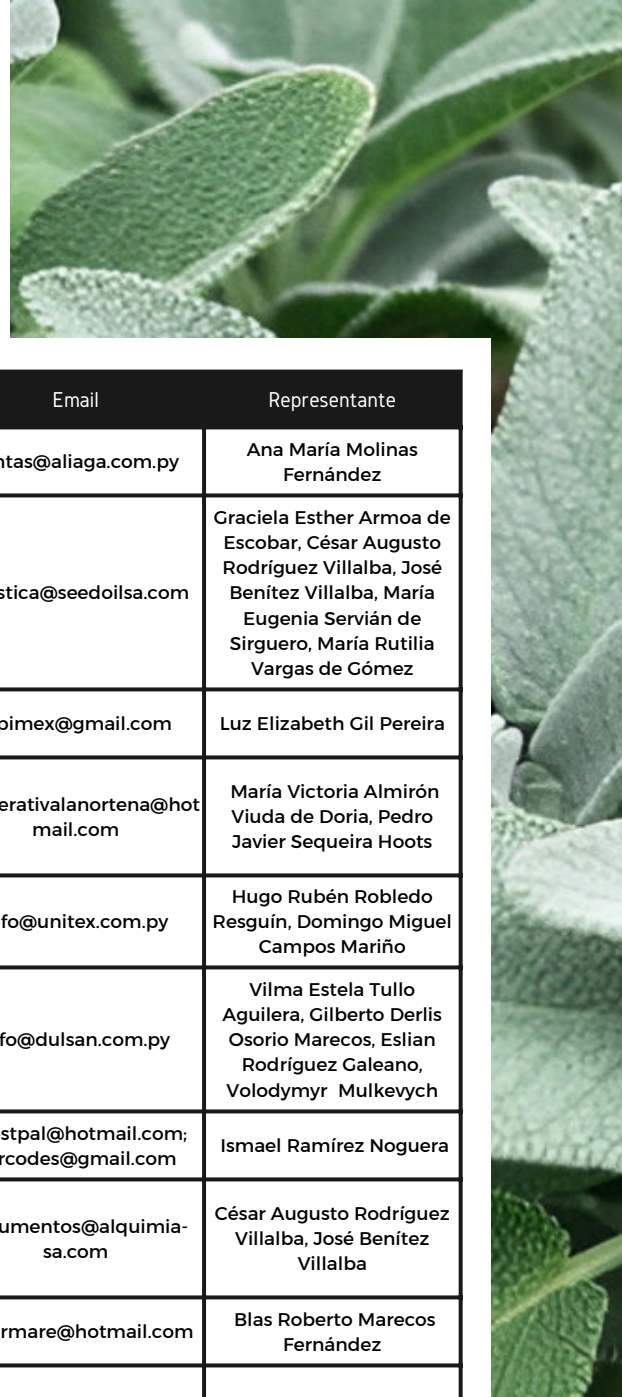 Email Representante
ntas@aliaga.com.py
Ana María Molinas
Fernández
stica@seedoilsa.com
Graciela Esther Armoa de
Escobar, César Augusto
Rodríguez Villalba, José
Benítez Villalba, María
Eugenia Servián de
Sirguero, María Rutilia
Vargas de Gómez
pimex@gmail.com
Luz Elizabeth Gil Pereira
erativalanortena@hot
mail.com
María Victoria Almirón
Viuda de Doria, Pedro
Javier Sequeira Hoots
fo@unitex.com.py
Hugo Rubén Robledo
Resguín, Domingo Miguel
Campos Mariño
fo@dulsan.com.py
Vilma Estela Tullo
Aguilera, Gilberto Derlis
Osorio Marecos, Eslian
Rodríguez Galeano,
Volodymyr  Mulkevych
stpal@hotmail.com;
rcodes@gmail.com
Ismael Ramírez Noguera
umentos@alquimia-
sa.com
César Augusto Rodríguez
Villalba, José Benítez
Villalba
rmare@hotmail.com
Blas Roberto Marecos
Fernández